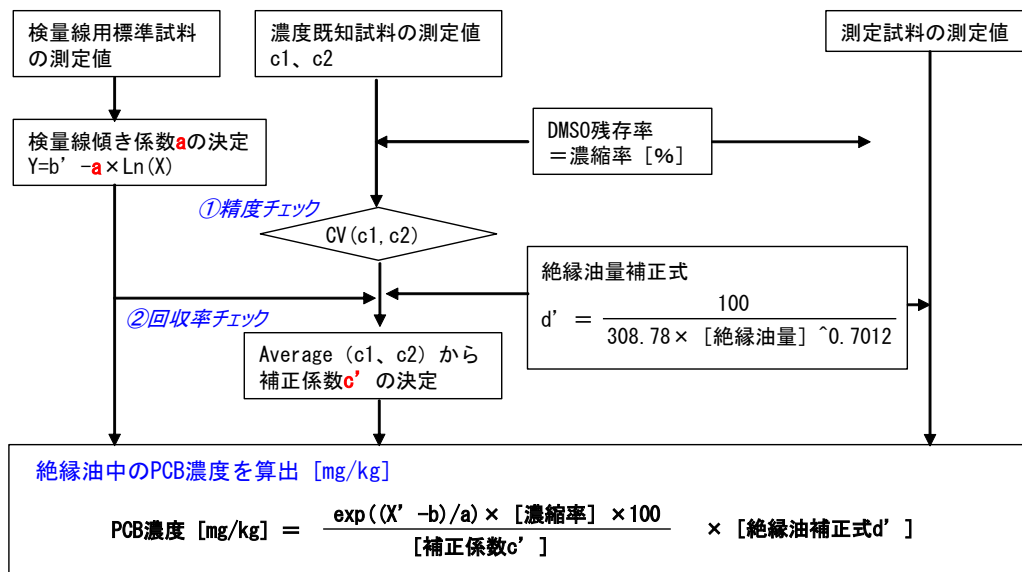 検量線用標準試料
の測定値
濃度既知試料の測定値
c1、c2
測定試料の測定値
検量線傾き係数aの決定
Y=b’-a×Ln(X)
DMSO残存率
＝濃縮率［%］
①精度チェック
CV(c1,c2)
絶縁油量補正式
d’ ＝ 100
308.78×［絶縁油量］^0.7012
②回収率チェック
Average（c1、c2）から
補正係数c’の決定
絶縁油中のPCB濃度を算出［mg/kg］
exp((X’-b)/a)×［濃縮率］×100
PCB濃度［mg/kg］＝ ×［絶縁油補正式d’］
［補正係数c’］